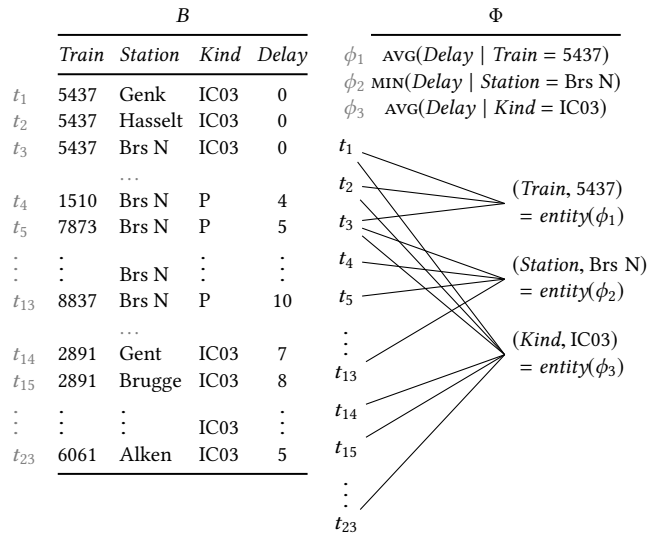 B
Train Station Kind Delay
t1 5437 Genk IC03 0
t2 5437 Hasselt IC03 0
t3 5437 Brs N IC03 0
...
t4 1510 Brs N P 4
t5 7873 Brs N P 5
⋮ ⋮ Brs N ⋮ ⋮
t13 8837 Brs N P 10
...
t14 2891 Gent IC03 7
t15 2891 Brugge IC03 8
⋮ ⋮ ⋮ IC03 ⋮
t23 6061 Alken IC03 5
Φ
ϕ1 AVG(Delay | Train = 5437)
ϕ2 MIN(Delay | Station = Brs N)
ϕ3 AVG(Delay | Kind = IC03)
t1
t2
t3
t4
t5
⋮
t13
t14
t15
⋮
t23
(Train, 5437)
= entity(ϕ1)
(Station, Brs N)
= entity(ϕ2)
(Kind, IC03)
= entity(ϕ3)